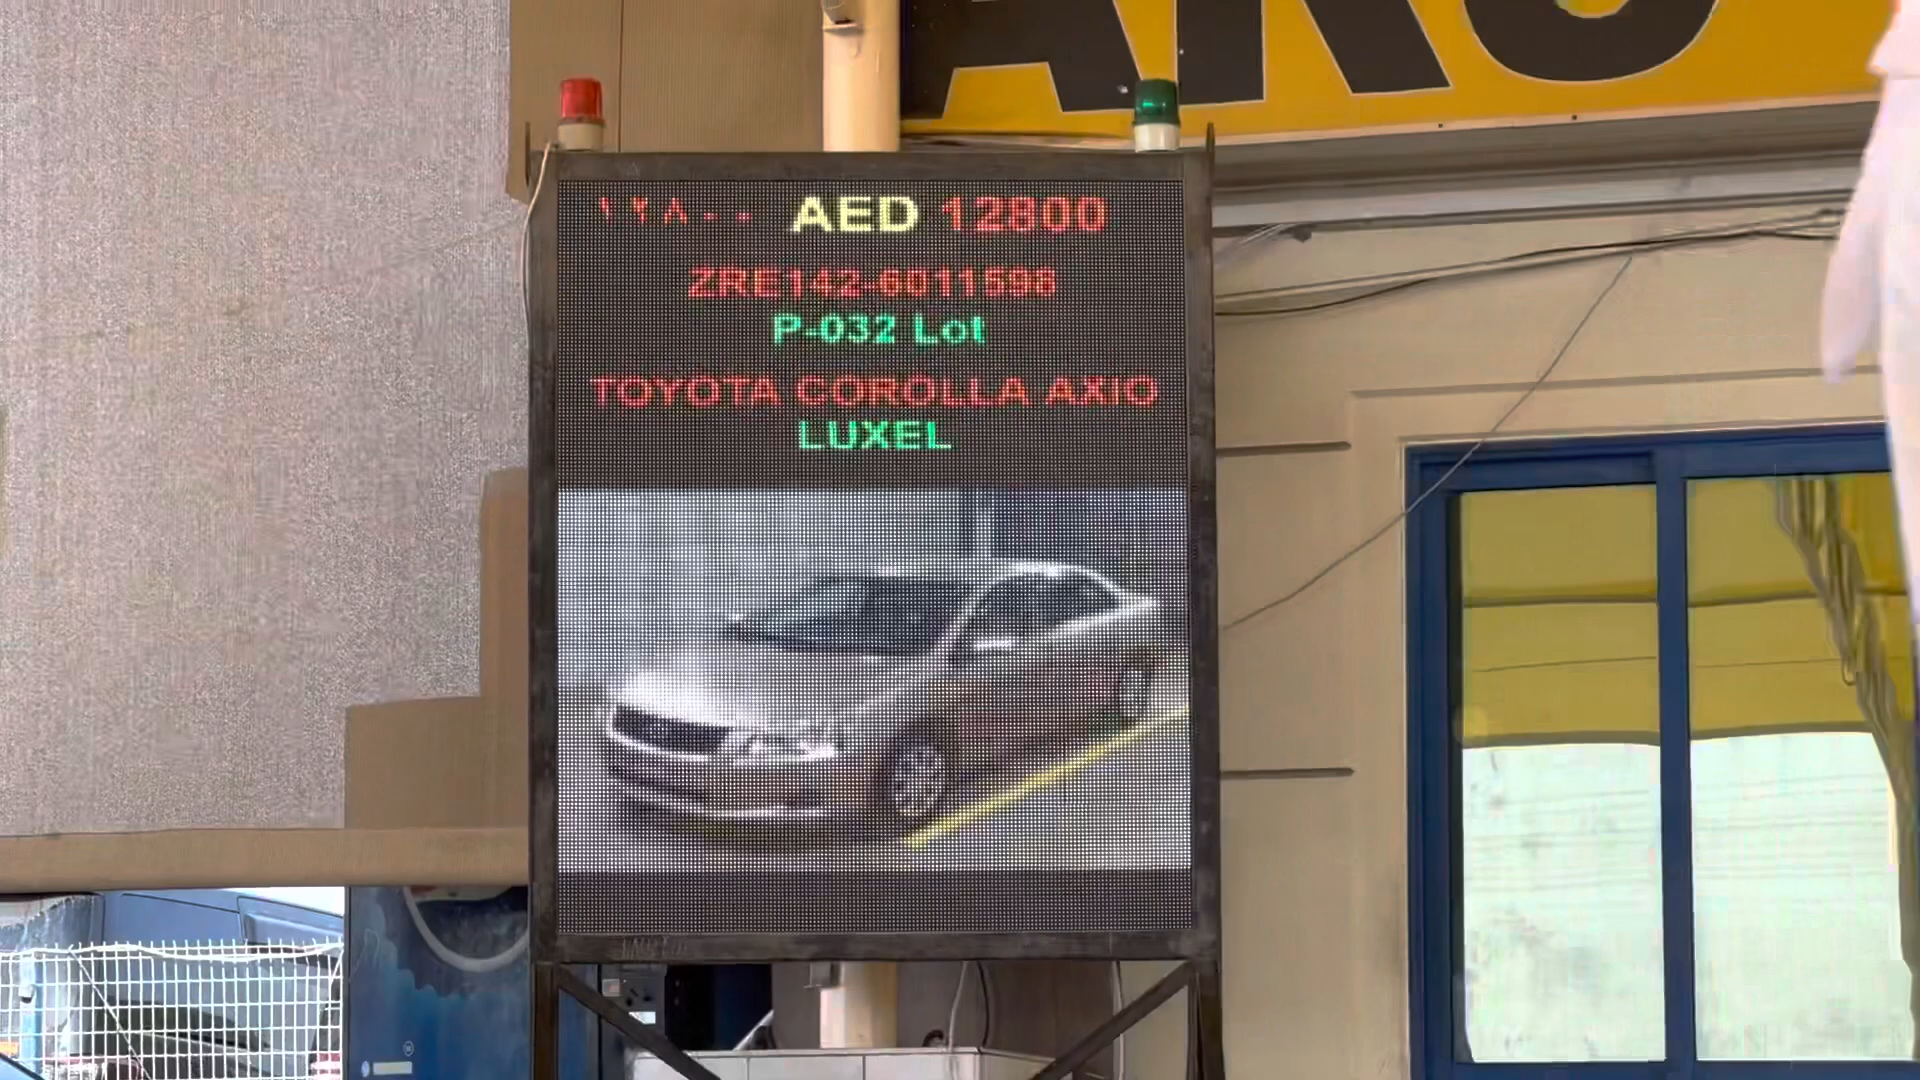 ١٢٨٠٠ AED 12800
ZRE142-6011598
P-032 Lot
TOYOTA COROLLA AXIO
LUXEL